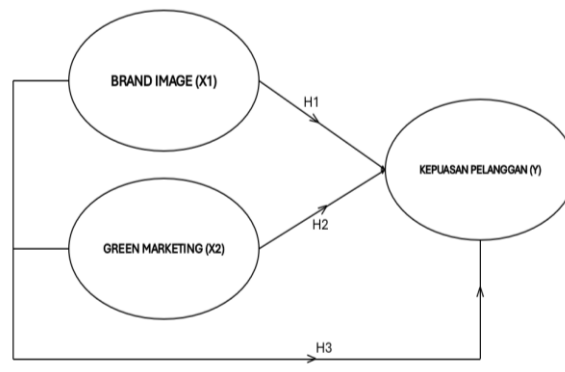 BRAND IMAGE (X1)
H1
KEPUASAN PELANGGAN (Y)
GREEN MARKETING (X2)
H2
H3